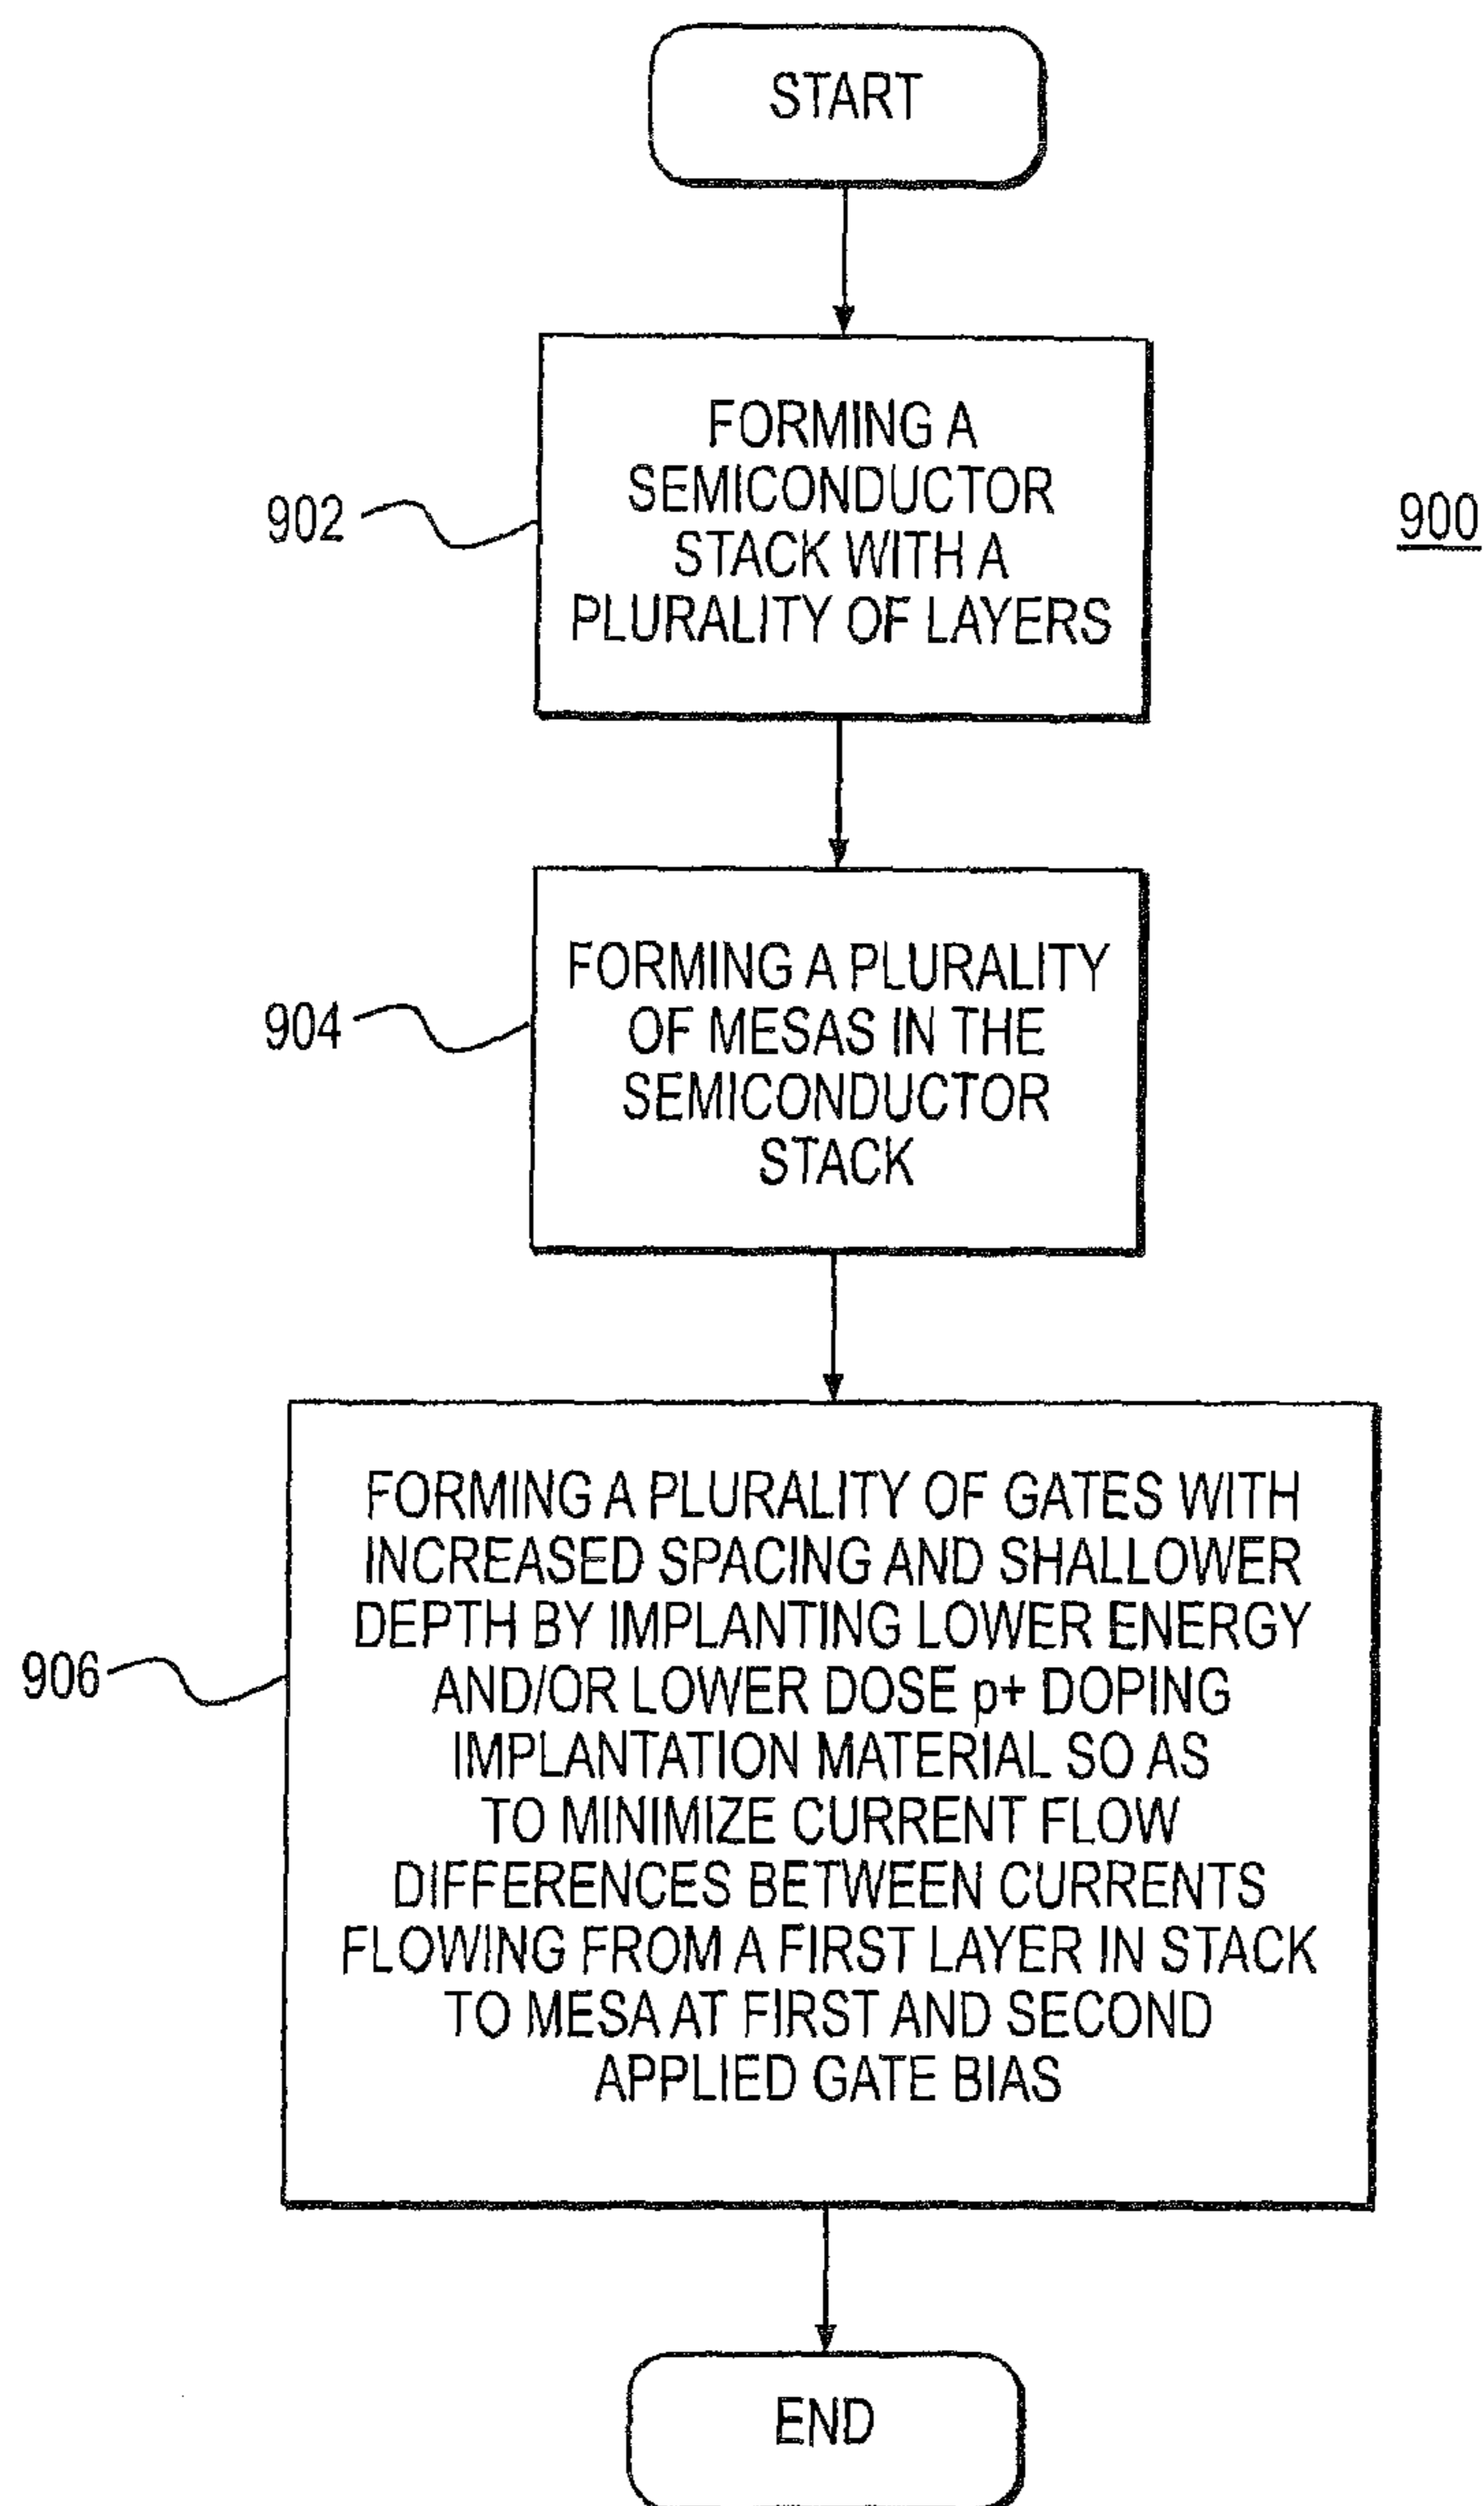 START
FORMING A
SEMICONDUCTOR
STACK WITH A
PLURALITY OF LAYERS
902
900
FORMING A PLURALITY
OF MESAS IN THE
SEMICONDUCTOR
STACK
904
FORMING A PLURALITY OF GATES WITH
INCREASED SPACING AND SHALLOWER
DEPTH BY IMPLANTING LOWER ENERGY
AND/OR LOWER DOSE p+ DOPING
IMPLANTATION MATERIAL SO AS
TO MINIMIZE CURRENT FLOW
DIFFERENCES BETWEEN CURRENTS
FLOWING FROM A FIRST LAYER IN STACK
TO MESA AT FIRST AND SECOND
APPLIED GATE BIAS
906
END